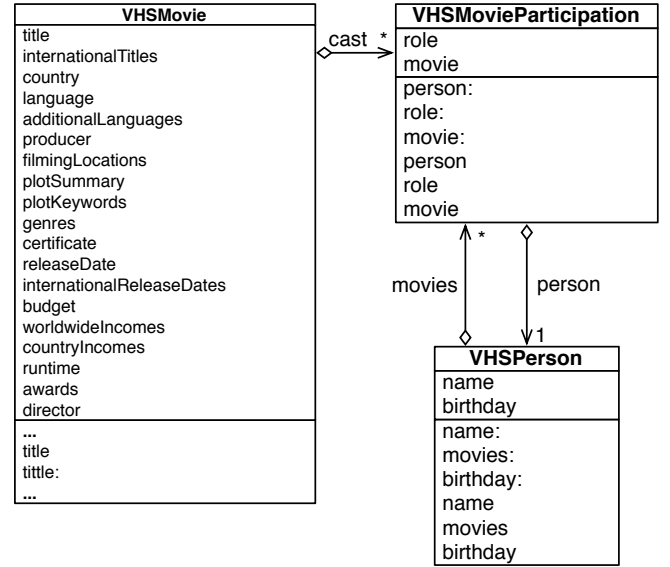 VHSMovie
title
internationalTitles
country
language
additionalLanguages
producer
filmingLocations
plotSummary
plotKeywords
genres
certificate
releaseDate
internationalReleaseDates
budget
worldwideIncomes
countryIncomes
runtime
awards
director
...
title
tittle:
...
cast *
VHSMovieParticipation
role
movie
person:
role:
movie:
person
role
movie
*
movies
person
1
VHSPerson
name
birthday
name:
movies:
birthday:
name
movies
birthday